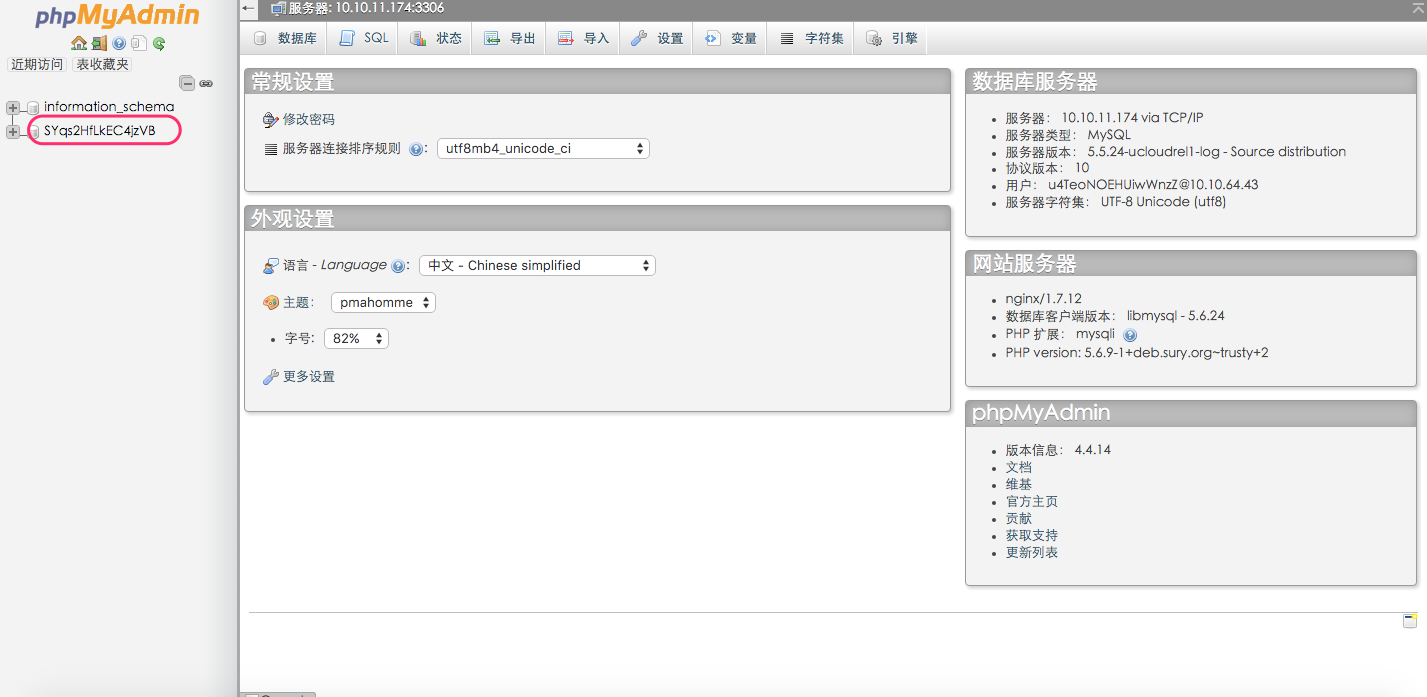 phpMyAdmin
近期访问 表收藏夹
information_schema
SYqs2HfLkEC4jzVB
服务器: 10.10.11.174:3306
数据库 SQL 状态 导出 导入 设置 变量 字符集 引擎
常规设置
修改密码
服务器连接排序规则 : utf8mb4_unicode_ci
外观设置
语言 - Language : 中文 - Chinese simplified
主题: pmahomme
字号: 82%
更多设置
数据库服务器
服务器: 10.10.11.174 via TCP/IP
服务器类型: MySQL
服务器版本: 5.5.24-ucloudrel1-log - Source distribution
协议版本: 10
用户: u4TeoNOEHUiwWnzZ@10.10.64.43
服务器字符集: UTF-8 Unicode (utf8)
网站服务器
nginx/1.7.12
数据库客户端版本: libmysql - 5.6.24
PHP 扩展: mysqli
PHP version: 5.6.9-1+deb.sury.org~trusty+2
phpMyAdmin
版本信息: 4.4.14
文档
维基
官方主页
贡献
获取支持
更新列表